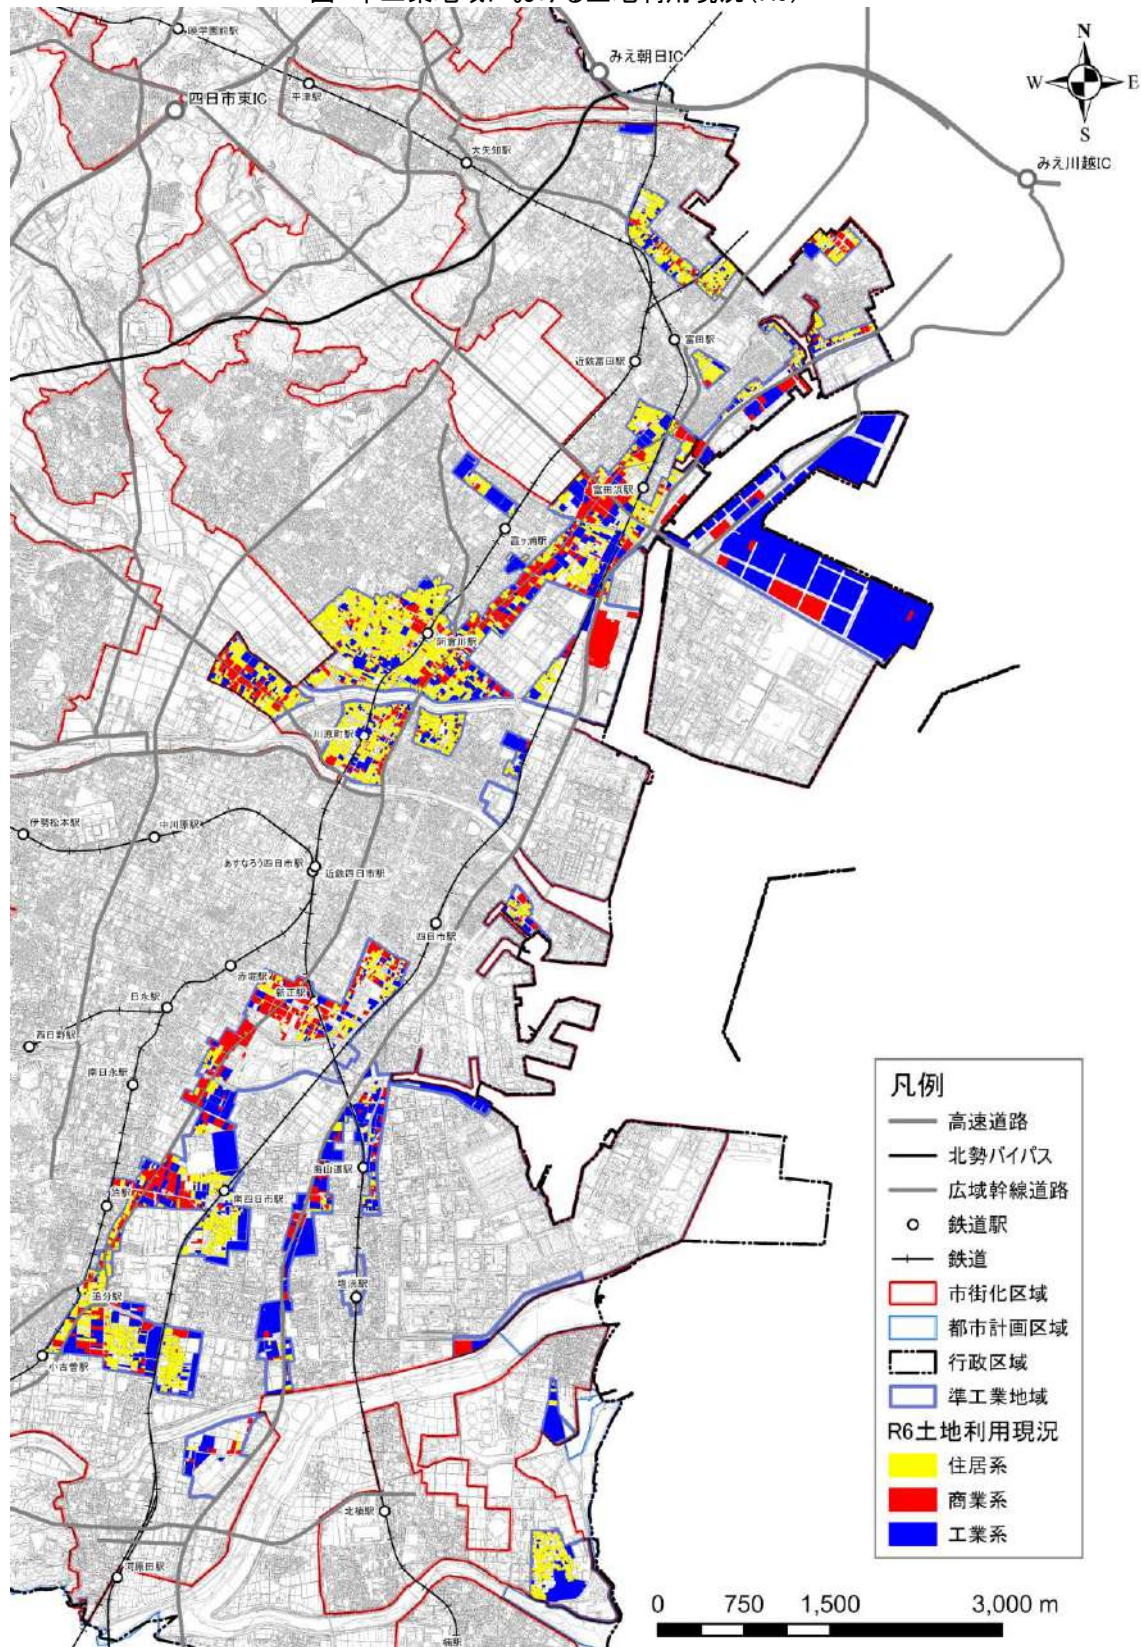 みえ朝日IC
N
W
E
S
暁学園前駅
四日市東IC
平津駅
大矢知駅
みえ川越IC
富田駅
近鉄富田駅
富田浜駅
霞ヶ浦駅
阿倉川駅
川原町駅
伊勢松本駅
中川原駅
あすなろう四日市駅
近鉄四日市駅
四日市駅
赤堀駅
新正駅
日永駅
西日野駅
南日永駅
海山道駅
泊駅
南四日市駅
塩浜駅
追分駅
小古曽駅
北楠駅
河原田駅
楠駅
凡例
高速道路
北勢バイパス
広域幹線道路
鉄道駅
鉄道
市街化区域
都市計画区域
行政区域
準工業地域
R6土地利用現況
住居系
商業系
工業系
0 750 1,500 3,000 m